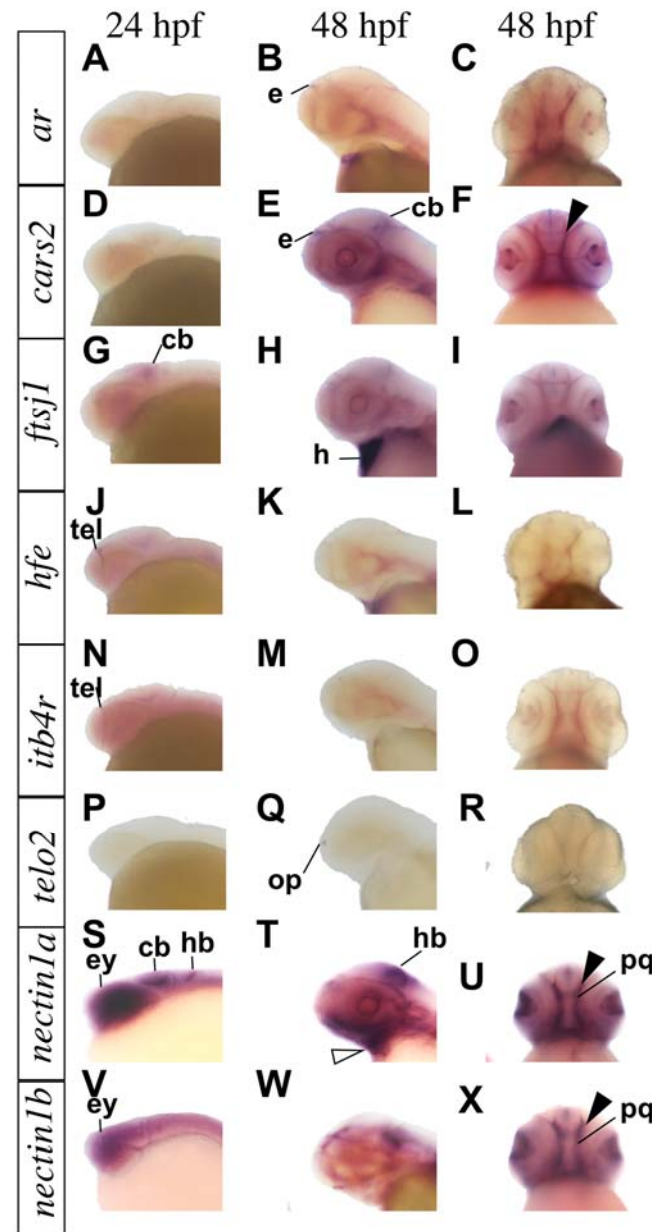 24 hpf 48 hpf 48 hpf
ar
A B C
e
cars2
D E F
e cb
ftsj1
G H I
cb
h
hfe
J K L
tel
itb4r
N M O
tel
telo2
P Q R
op
nectin1a
S T U
ey cb hb
hb
pq
nectin1b
V W X
ey
pq